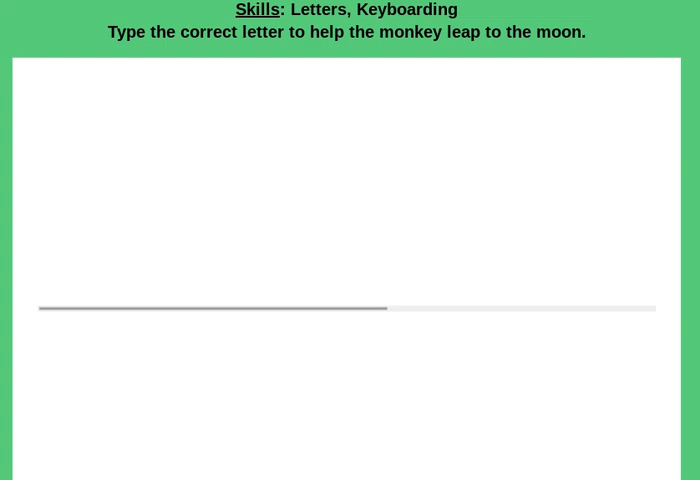 Skills: Letters, Keyboarding
Type the correct letter to help the monkey leap to the moon.